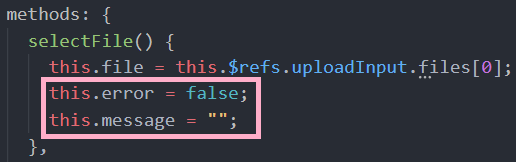 methods: {
selectFile() {
this.file = this.$refs.uploadInput.files[0];
this.error = false;
this.message = "";
},